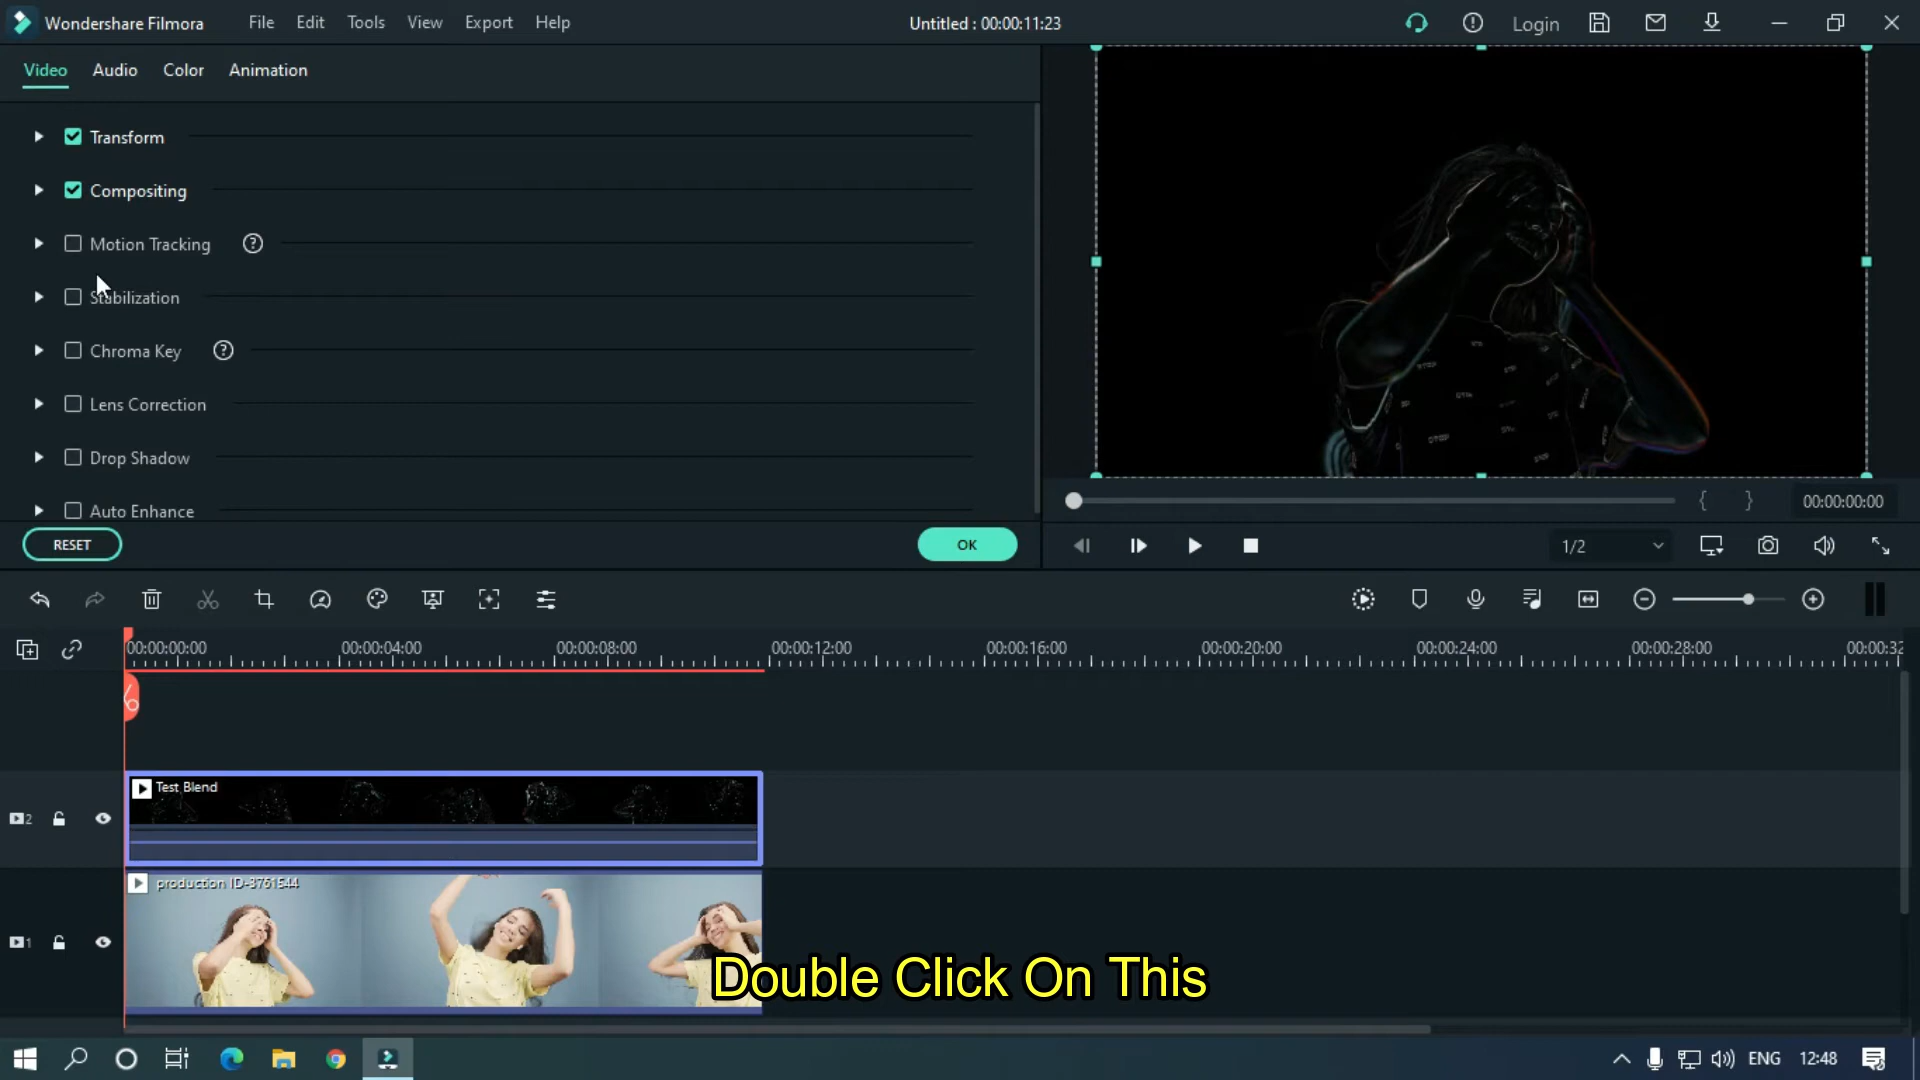 Wondershare Filmora
File
Edit
Tools
View
Export
Help
Untitled : 00:00:11:23
Login
Video
Audio
Color
Animation
Transform
Compositing
Motion Tracking
Stabilization
Chroma Key
Lens Correction
Drop Shadow
Auto Enhance
RESET
OK
00:00:00:00
1/2
00:00:00:00
00:00:04:00
00:00:08:00
00:00:12:00
00:00:16:00
00:00:20:00
00:00:24:00
00:00:28:00
00:00:32
Test Blend
2
production ID-3761544
1
Double Click On This
ENG
12:48